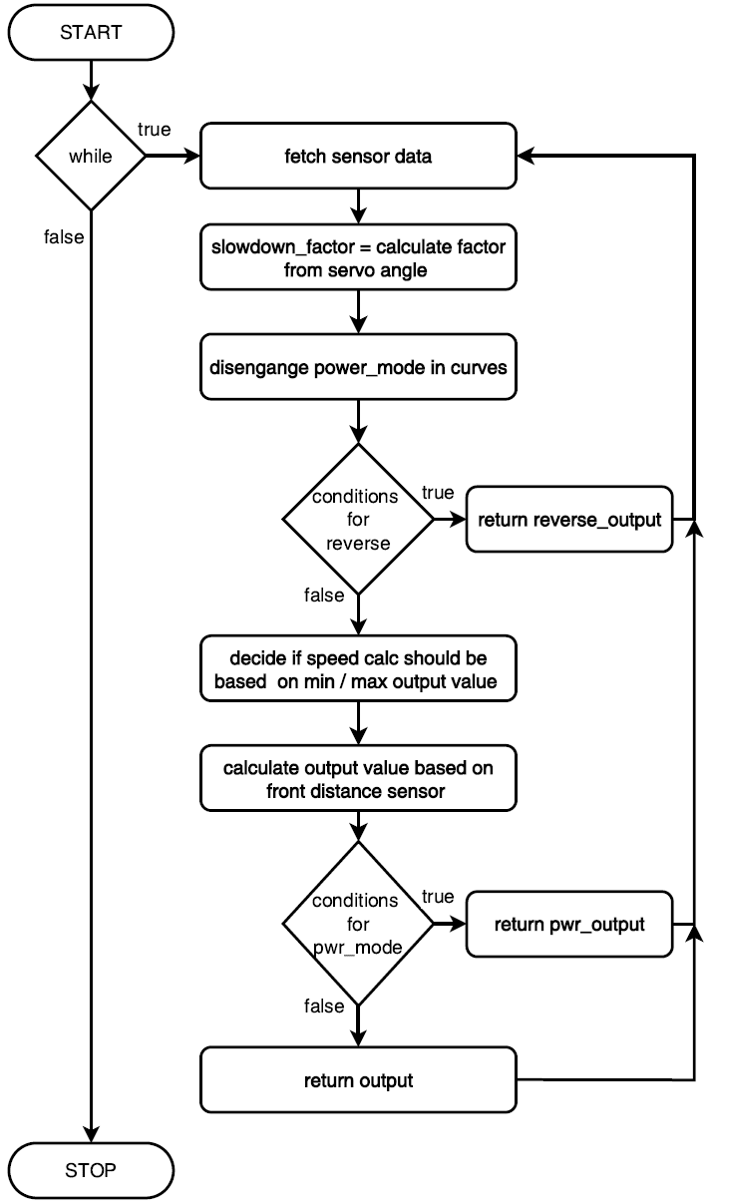 START
while
true
false
fetch sensor data
slowdown_factor = calculate factor
from servo angle
disengange power_mode in curves
conditions
for
reverse
true
return reverse_output
false
decide if speed calc should be
based on min / max output value
calculate output value based on
front distance sensor
conditions
for
pwr_mode
true
return pwr_output
false
return output
STOP